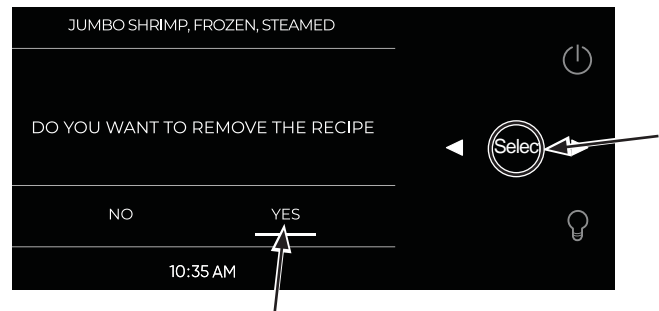 JUMBO SHRIMP, FROZEN, STEAMED
DO YOU WANT TO REMOVE THE RECIPE
Selec
NO YES
10:35 AM